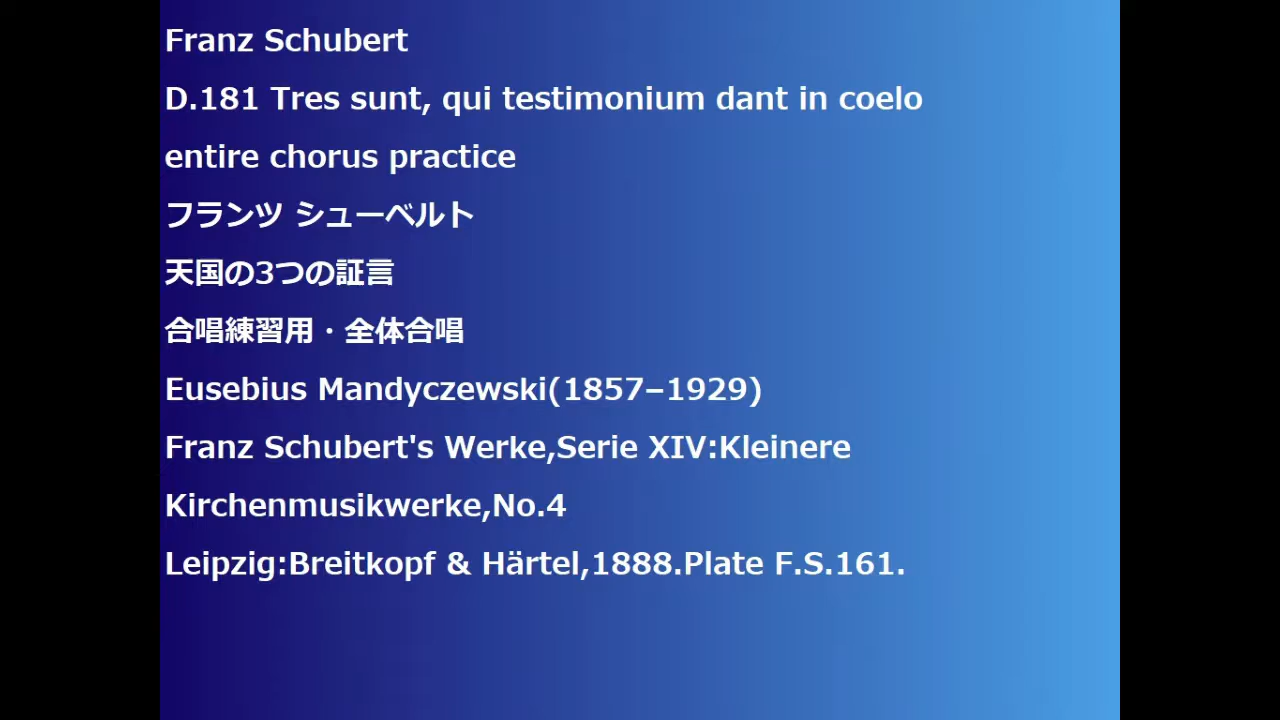 Franz Schubert
D.181 Tres sunt, qui testimonium dant in coelo
entire chorus practice
フランツ シューベルト
天国の3つの証言
合唱練習用・全体合唱
Eusebius Mandyczewski(1857–1929)
Franz Schubert's Werke,Serie XIV:Kleinere
Kirchenmusikwerke,No.4
Leipzig:Breitkopf & Härtel,1888.Plate F.S.161.